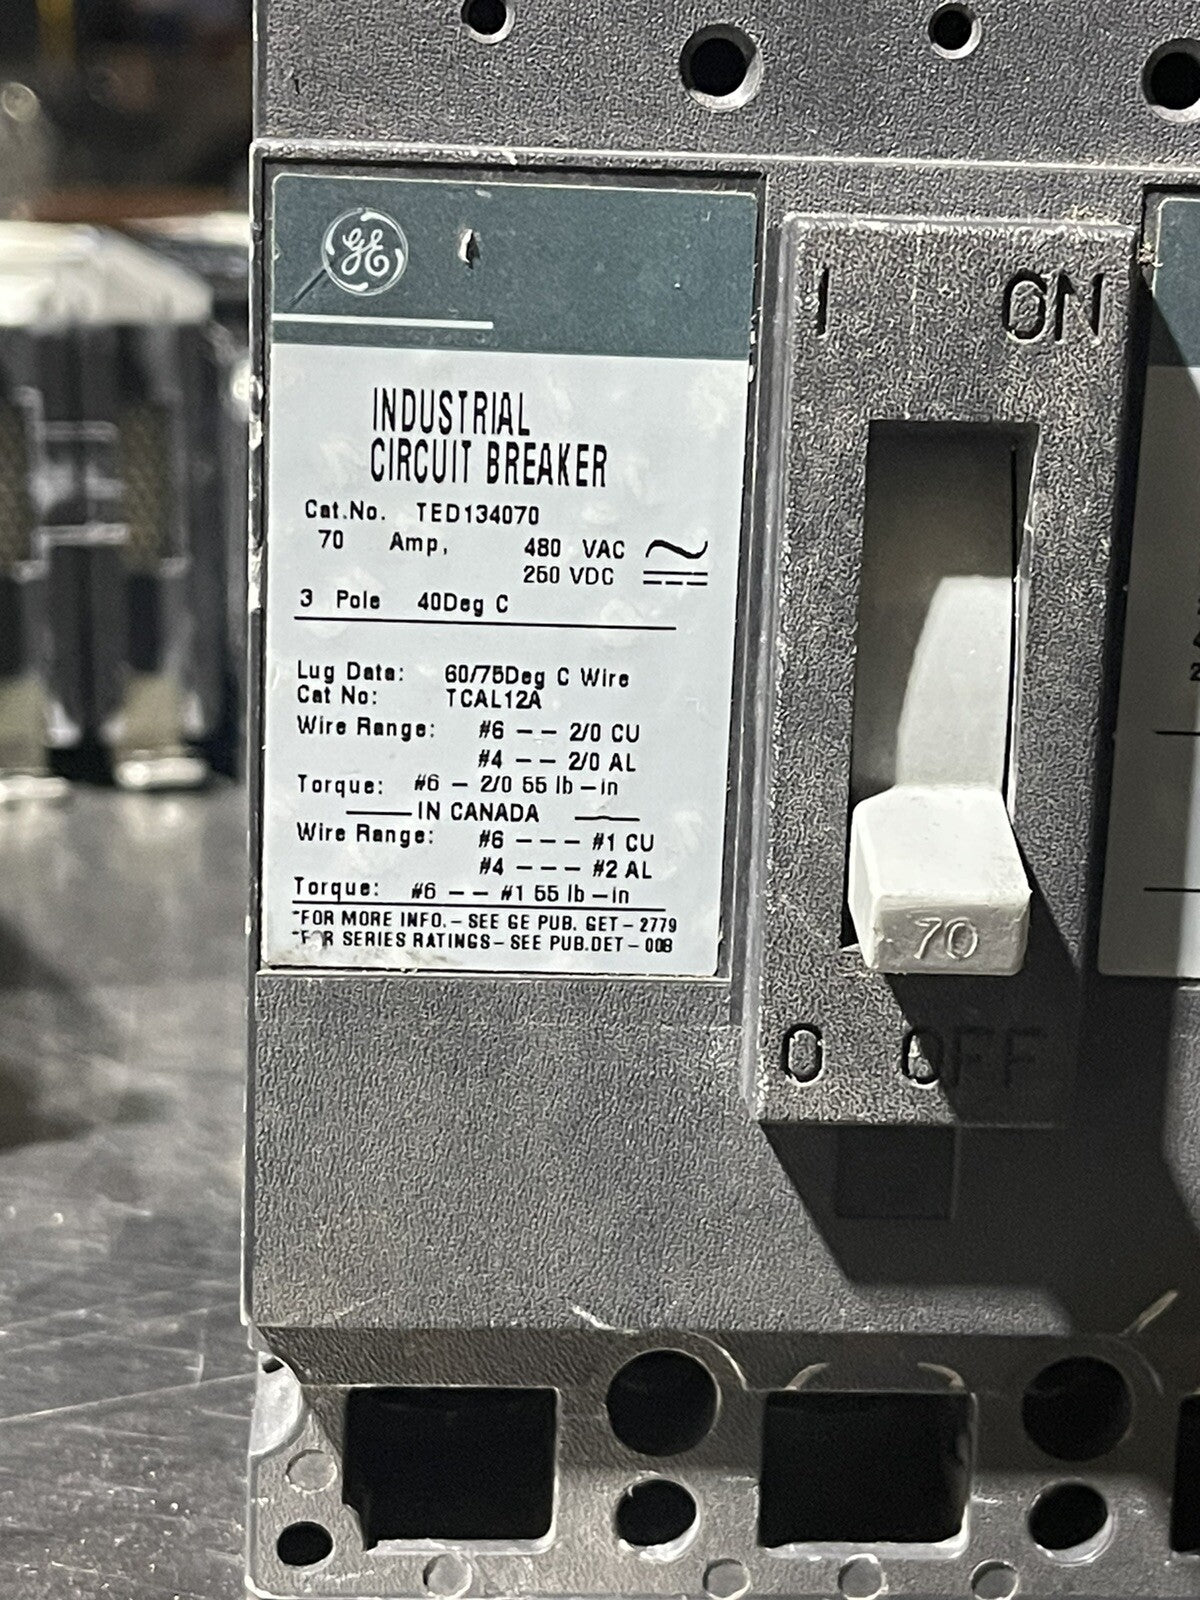 GE
INDUSTRIAL
CIRCUIT BREAKER
Cat.No. TED134070
70 Amp, 480 VAC
250 VDC
3 Pole 40Deg C
Lug Data: 60/75Deg C Wire
Cat No: TCAL12A
Wire Range: #6 — — 2/0 CU
#4 — — 2/0 AL
Torque: #6 — 2/0 55 lb —in
IN CANADA
Wire Range: #6 — — — #1 CU
#4 — — — #2 AL
Torque: #6 — — #1 55 lb —in
"FOR MORE INFO.— SEE GE PUB. GET — 2779
"FOR SERIES RATINGS— SEE PUB.DET — 008
I ON
70
O OFF